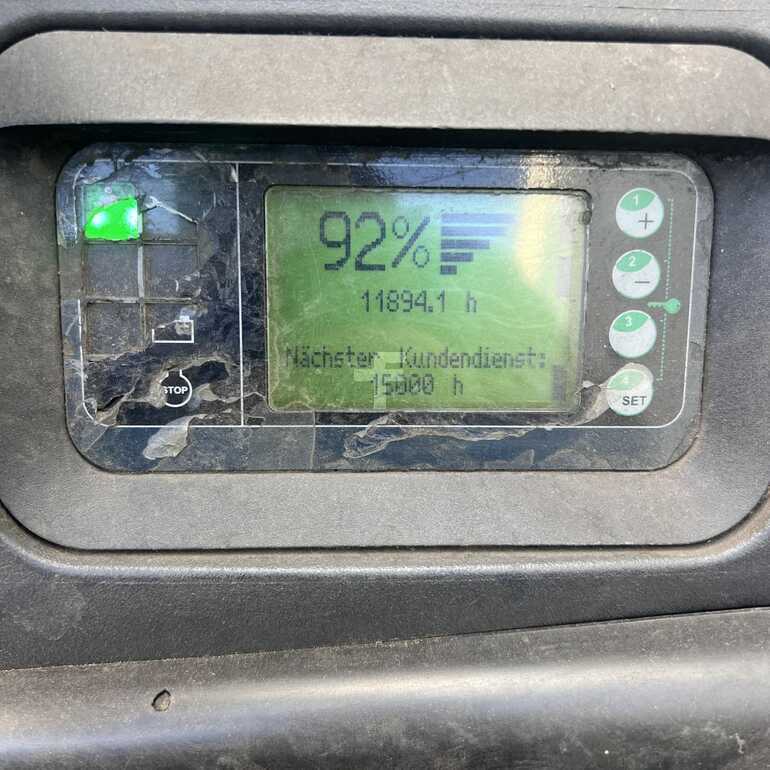 92%
11894.1 h
Nächster Kundendienst:
15000 h
STOP
1
+
2
−
3
4
SET